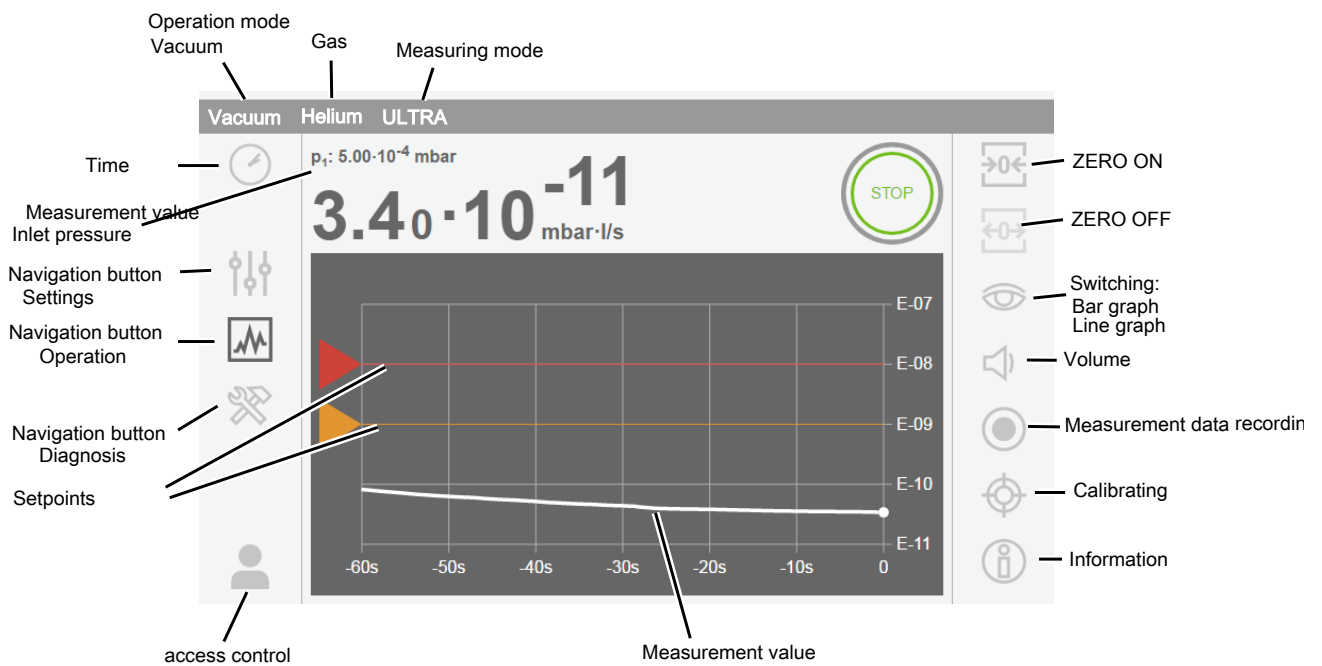 Operation mode
Vacuum
Gas
Measuring mode
Vacuum Helium ULTRA
Time
p1: 5.00·10-4 mbar
3.40·10-11
mbar·l/s
STOP
ZERO ON
ZERO OFF
Measurement value
Inlet pressure
Navigation button
Settings
Navigation button
Operation
Navigation button
Diagnosis
Setpoints
access control
Switching:
Bar graph
Line graph
Volume
Measurement data recordin
Calibrating
Information
E-07
E-08
E-09
E-10
E-11
-60s -50s -40s -30s -20s -10s 0
→0←
←0→
Measurement value